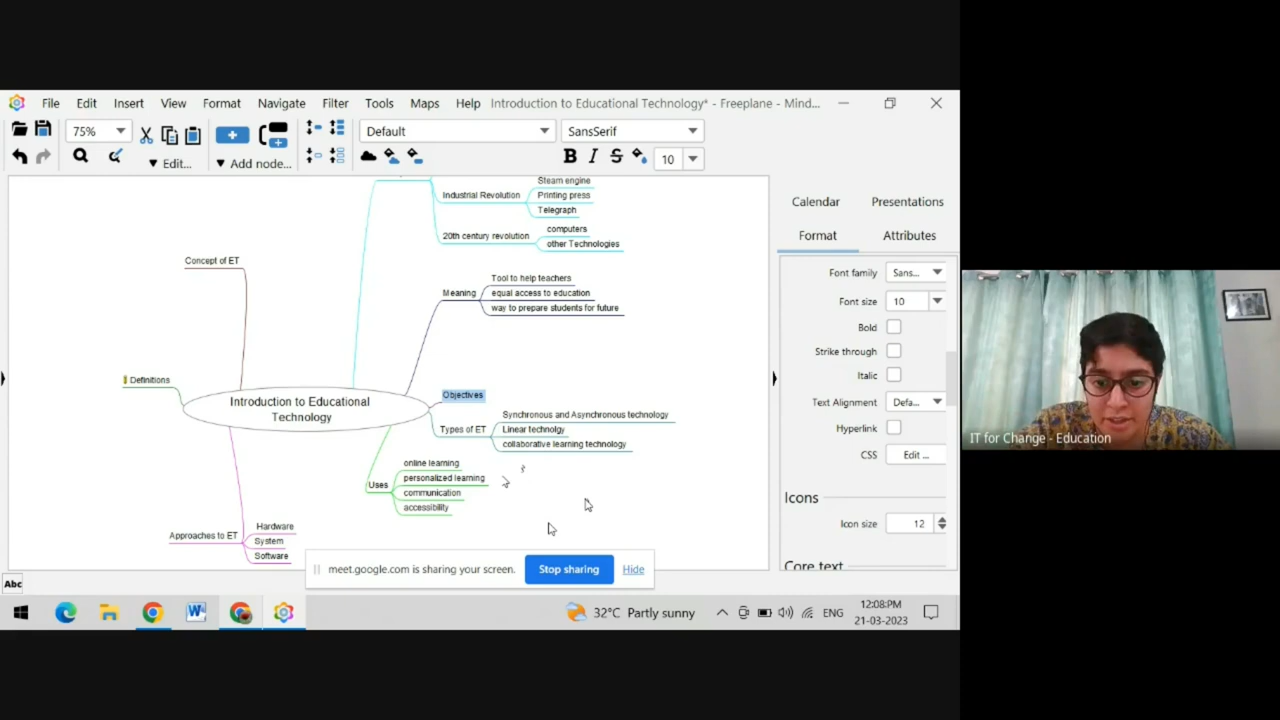 File Edit Insert View Format Navigate Filter Tools Maps Help Introduction to Educational Technology* - Freeplane - Mind...
75% Default SansSerif
Edit... Add node... B I S 10
Calendar Presentations
Format Attributes
Font family Sans...
Font size 10
Bold
Strike through
Italic
Text Alignment Defa...
Hyperlink
CSS Edit ...
Icons
Icon size 12
Core text
Steam engine
Industrial Revolution Printing press
Telegraph
20th century revolution computers
other Technologies
Concept of ET
Tool to help teachers
Meaning equal access to education
way to prepare students for future
Definitions
Introduction to Educational
Technology
Objectives
Synchronous and Asynchronous technology
Types of ET Linear technolgy
collaborative learning technology
online learning
personalized learning
Uses communication
accessibility
Hardware
Approaches to ET System
Software
meet.google.com is sharing your screen. Stop sharing Hide
Abc
32°C Partly sunny ENG 12:08:PM
21-03-2023
IT for Change - Education